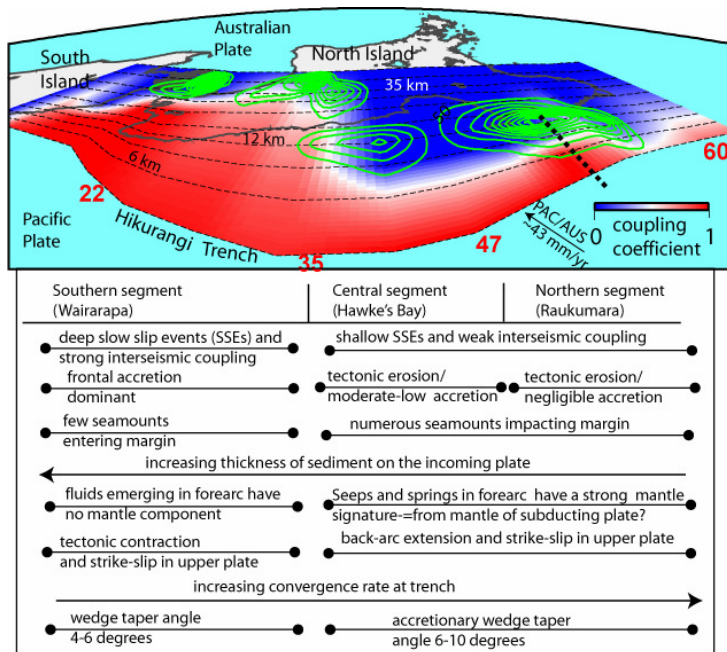 Australian
Plate
South
Island
North Island
35 km
12 km
6 km
60
22
Pacific
Plate
Hikurangi Trench
35
47
PAC/AUS
~43 mm/yr
0 coupling 1
coefficient
Southern segment
(Wairarapa)
Central segment
(Hawke's Bay)
Northern segment
(Raukumara)
deep slow slip events (SSEs) and
strong interseismic coupling
shallow SSEs and weak interseismic coupling
frontal accretion
dominant
tectonic erosion/
moderate-low accretion
tectonic erosion/
negligible accretion
few seamounts
entering margin
numerous seamounts impacting margin
increasing thickness of sediment on the incoming plate
fluids emerging in forearc have
no mantle component
Seeps and springs in forearc have a strong mantle
signature-=from mantle of subducting plate?
tectonic contraction
and strike-slip in upper plate
back-arc extension and strike-slip in upper plate
increasing convergence rate at trench
wedge taper angle
4-6 degrees
accretionary wedge taper
angle 6-10 degrees